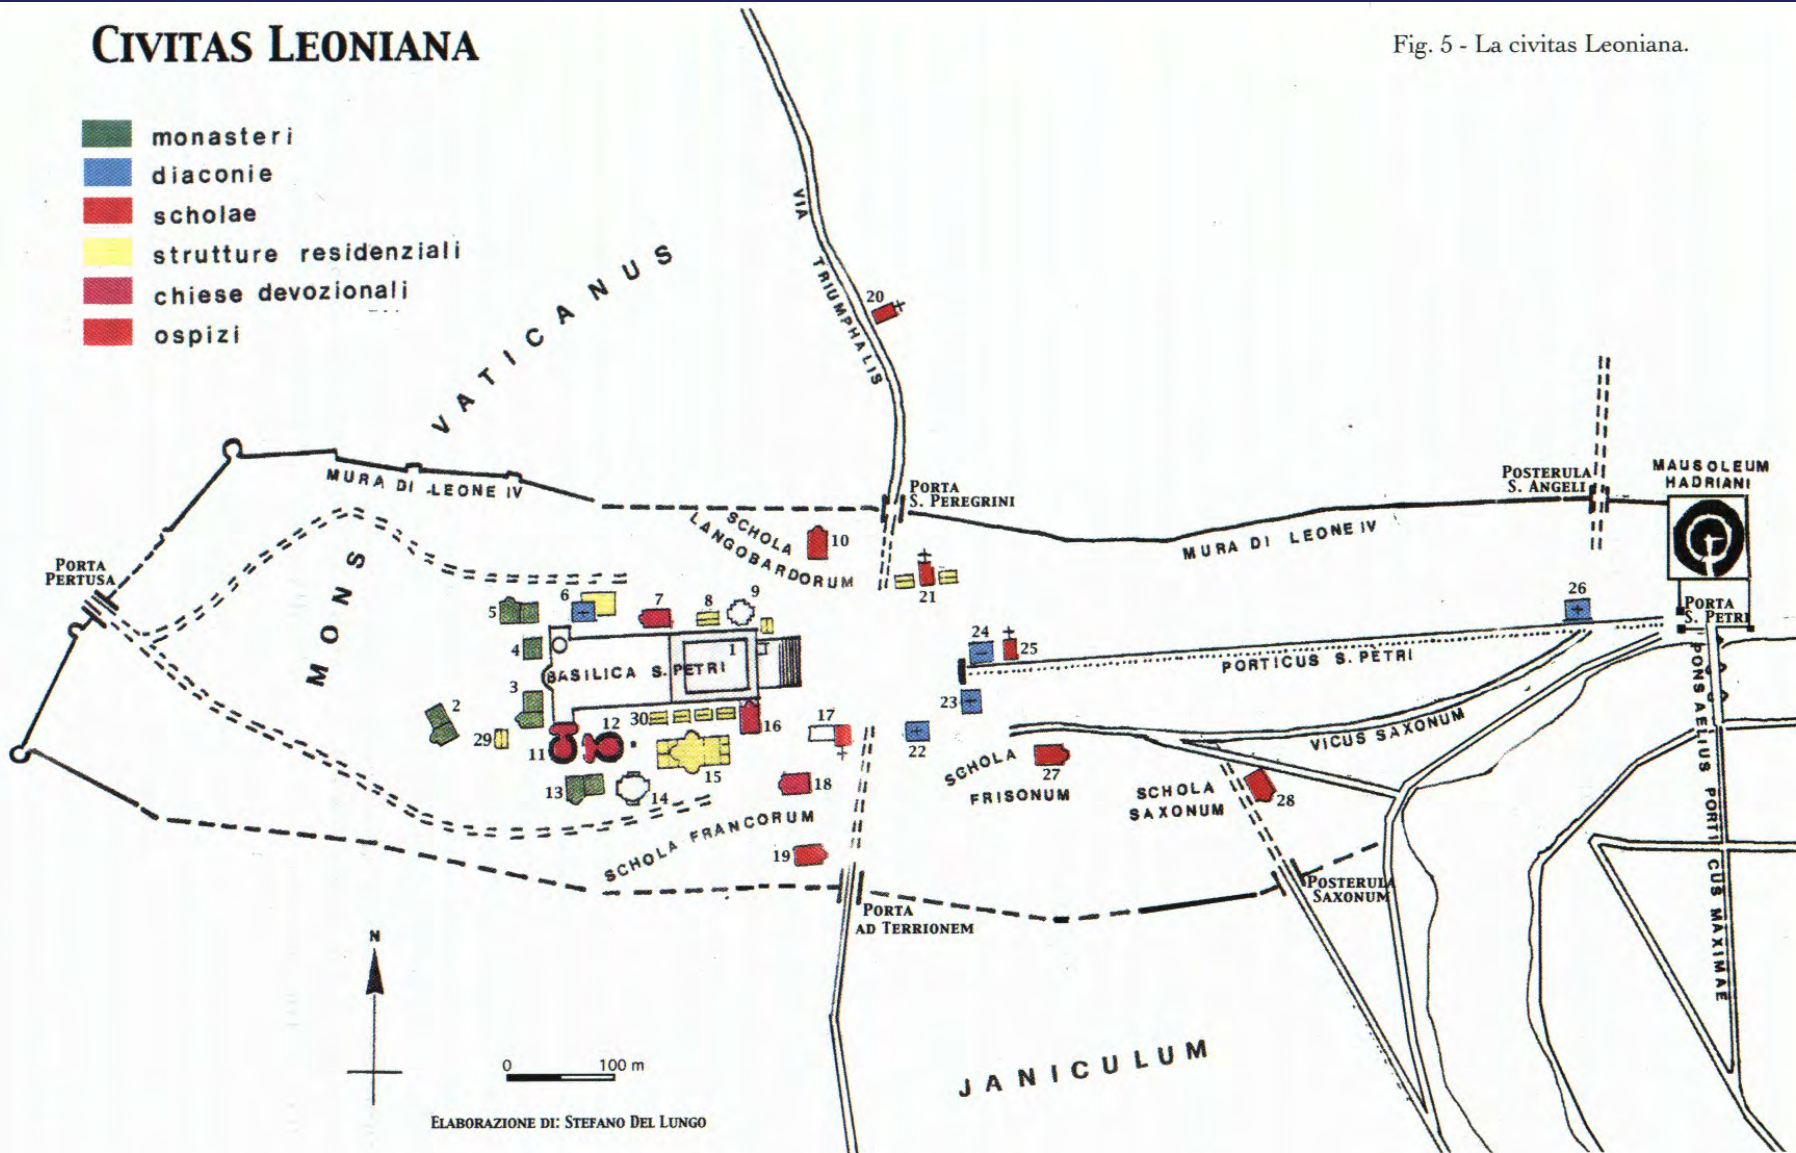 CIVITAS LEONIANA
Fig. 5 - La civitas Leoniana.
monasteri
diaconie
scholae
strutture residenziali
chiese devozionali
ospizi
VATICANUS
VIA
TRIUMPHALIS
20
MURA DI LEONE IV
PORTA
S. PEREGRINI
POSTERULA
S. ANGELI
MAUSOLEUM
HADRIANI
SCHOLA
LANGOBARDORUM
10
MURA DI LEONE IV
PORTA
PERTUSA
MONS
5
6
7
8
9
21
26
PORTA
S. PETRI
4
BASILICA S. PETRI
1
24
25
PORTICUS S. PETRI
3
2
23
29
11
12
30
16
17
22
VICUS SAXONUM
PONS AELIUS
15
SCHOLA
FRISONUM
27
13
14
18
SCHOLA
SAXONUM
28
PORTICUS MAXIMAE
SCHOLA FRANCORUM
19
PORTA
AD TERRIONEM
POSTERULA
SAXONUM
N
0 100 m
JANICULUM
ELABORAZIONE DI: STEFANO DEL LUNGO